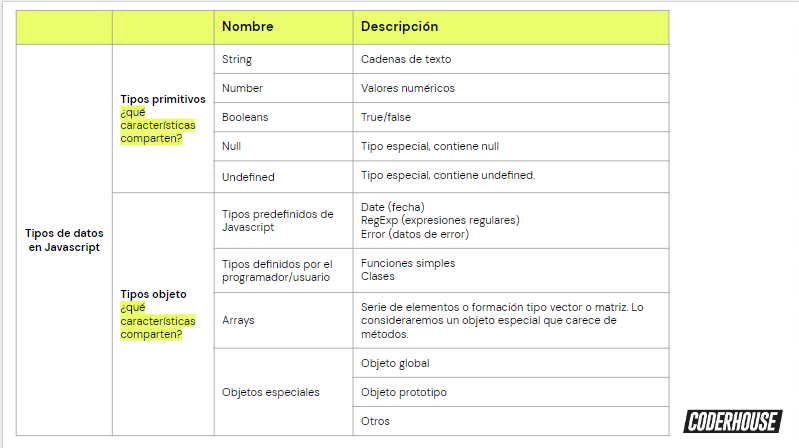 Nombre
Descripción
Tipos de datos
en Javascript
Tipos primitivos
¿qué
características
comparten?
String
Cadenas de texto
Number
Valores numéricos
Booleans
True/false
Null
Tipo especial, contiene null
Undefined
Tipo especial, contiene undefined.
Tipos objeto
¿qué
características
comparten?
Tipos predefinidos de
Javascript
Date (fecha)
RegExp (expresiones regulares)
Error (datos de error)
Tipos definidos por el
programador/usuario
Funciones simples
Clases
Arrays
Serie de elementos o formación tipo vector o matriz. Lo
consideraremos un objeto especial que carece de
métodos.
Objetos especiales
Objeto global
Objeto prototipo
Otros
CODERHOUSE